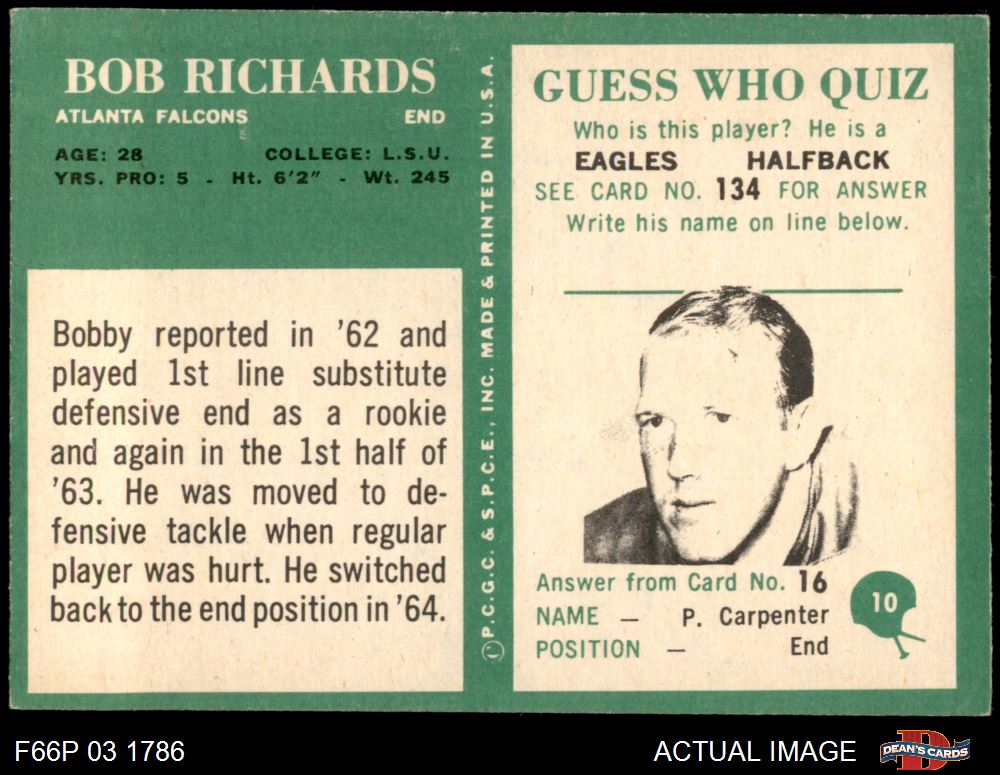 BOB RICHARDS
ATLANTA FALCONS END
AGE: 28 COLLEGE: L.S.U.
YRS. PRO: 5 - Ht. 6'2" - Wt. 245
Bobby reported in '62 and
played 1st line substitute
defensive end as a rookie
and again in the 1st half of
'63. He was moved to de-
fensive tackle when regular
player was hurt. He switched
back to the end position in '64.
©P.C.G.C. & S.P.C.E., INC. MADE & PRINTED IN U.S.A.
GUESS WHO QUIZ
Who is this player? He is a
EAGLES HALFBACK
SEE CARD NO. 134 FOR ANSWER
Write his name on line below.
Answer from Card No. 16
NAME — P. Carpenter
POSITION — End
10
F66P 03 1786
ACTUAL IMAGE
D
DEAN'S CARDS